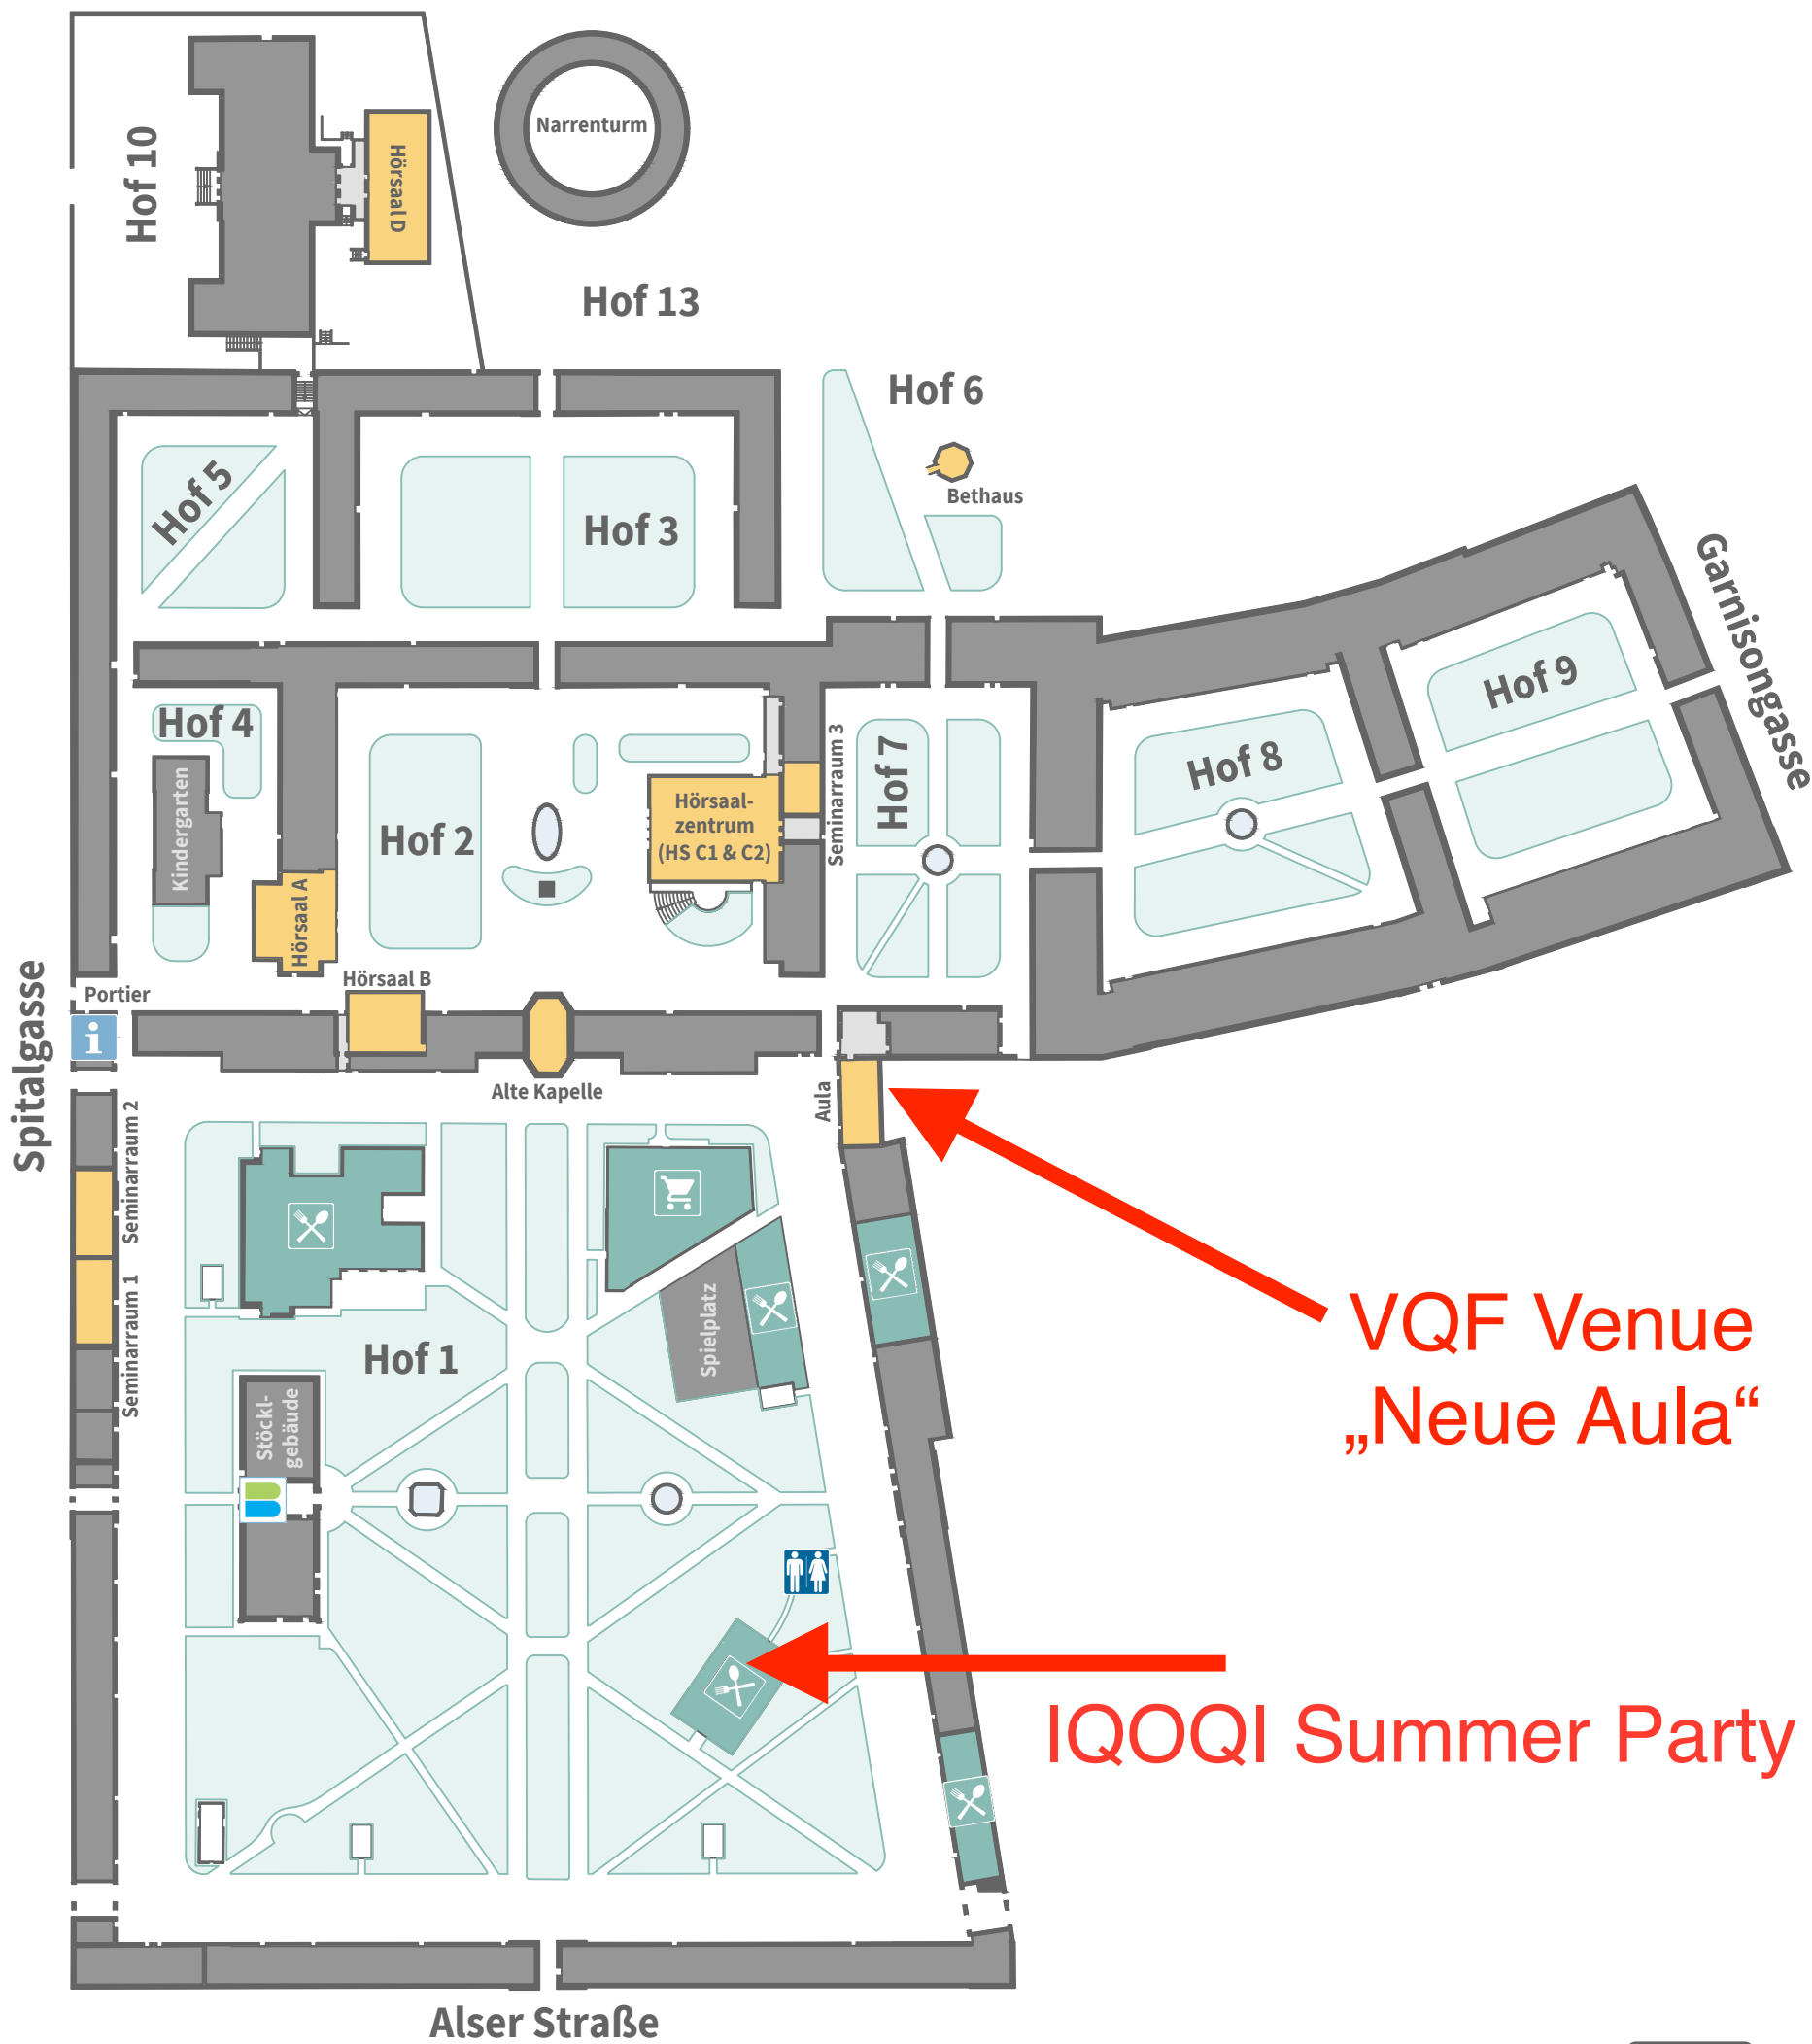 Narrenturm
Hof 10
Hörsaal D
Hof 13
Hof 6
Hof 5
Hof 3
Bethaus
Garnisongasse
Hof 9
Hof 4
Hof 8
Seminarraum 3
Hof 7
Kindergarten
Hof 2
Hörsaal-
zentrum
(HS C1 & C2)
Hörsaal A
Hörsaal B
Portier
i
Spitalgasse
Alte Kapelle
Aula
Seminarraum 2
Seminarraum 1
Spielplatz
VQF Venue
„Neue Aula“
Hof 1
Stöckl-
gebäude
IQOQI Summer Party
Alser Straße